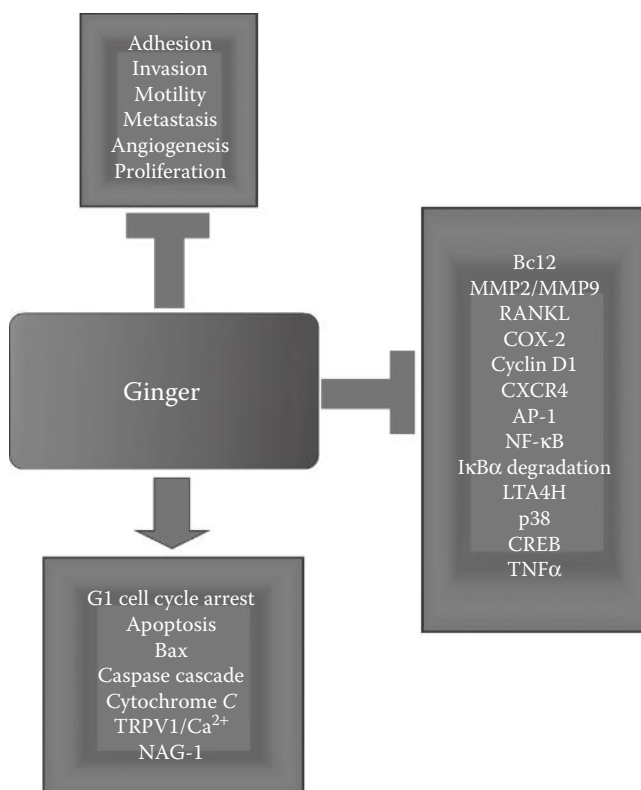 Adhesion
Invasion
Motility
Metastasis
Angiogenesis
Proliferation
Ginger
Bc12
MMP2/MMP9
RANKL
COX-2
Cyclin D1
CXCR4
AP-1
NF-κB
IκBα degradation
LTA4H
p38
CREB
TNFα
G1 cell cycle arrest
Apoptosis
Bax
Caspase cascade
Cytochrome C
TRPV1/Ca²⁺
NAG-1